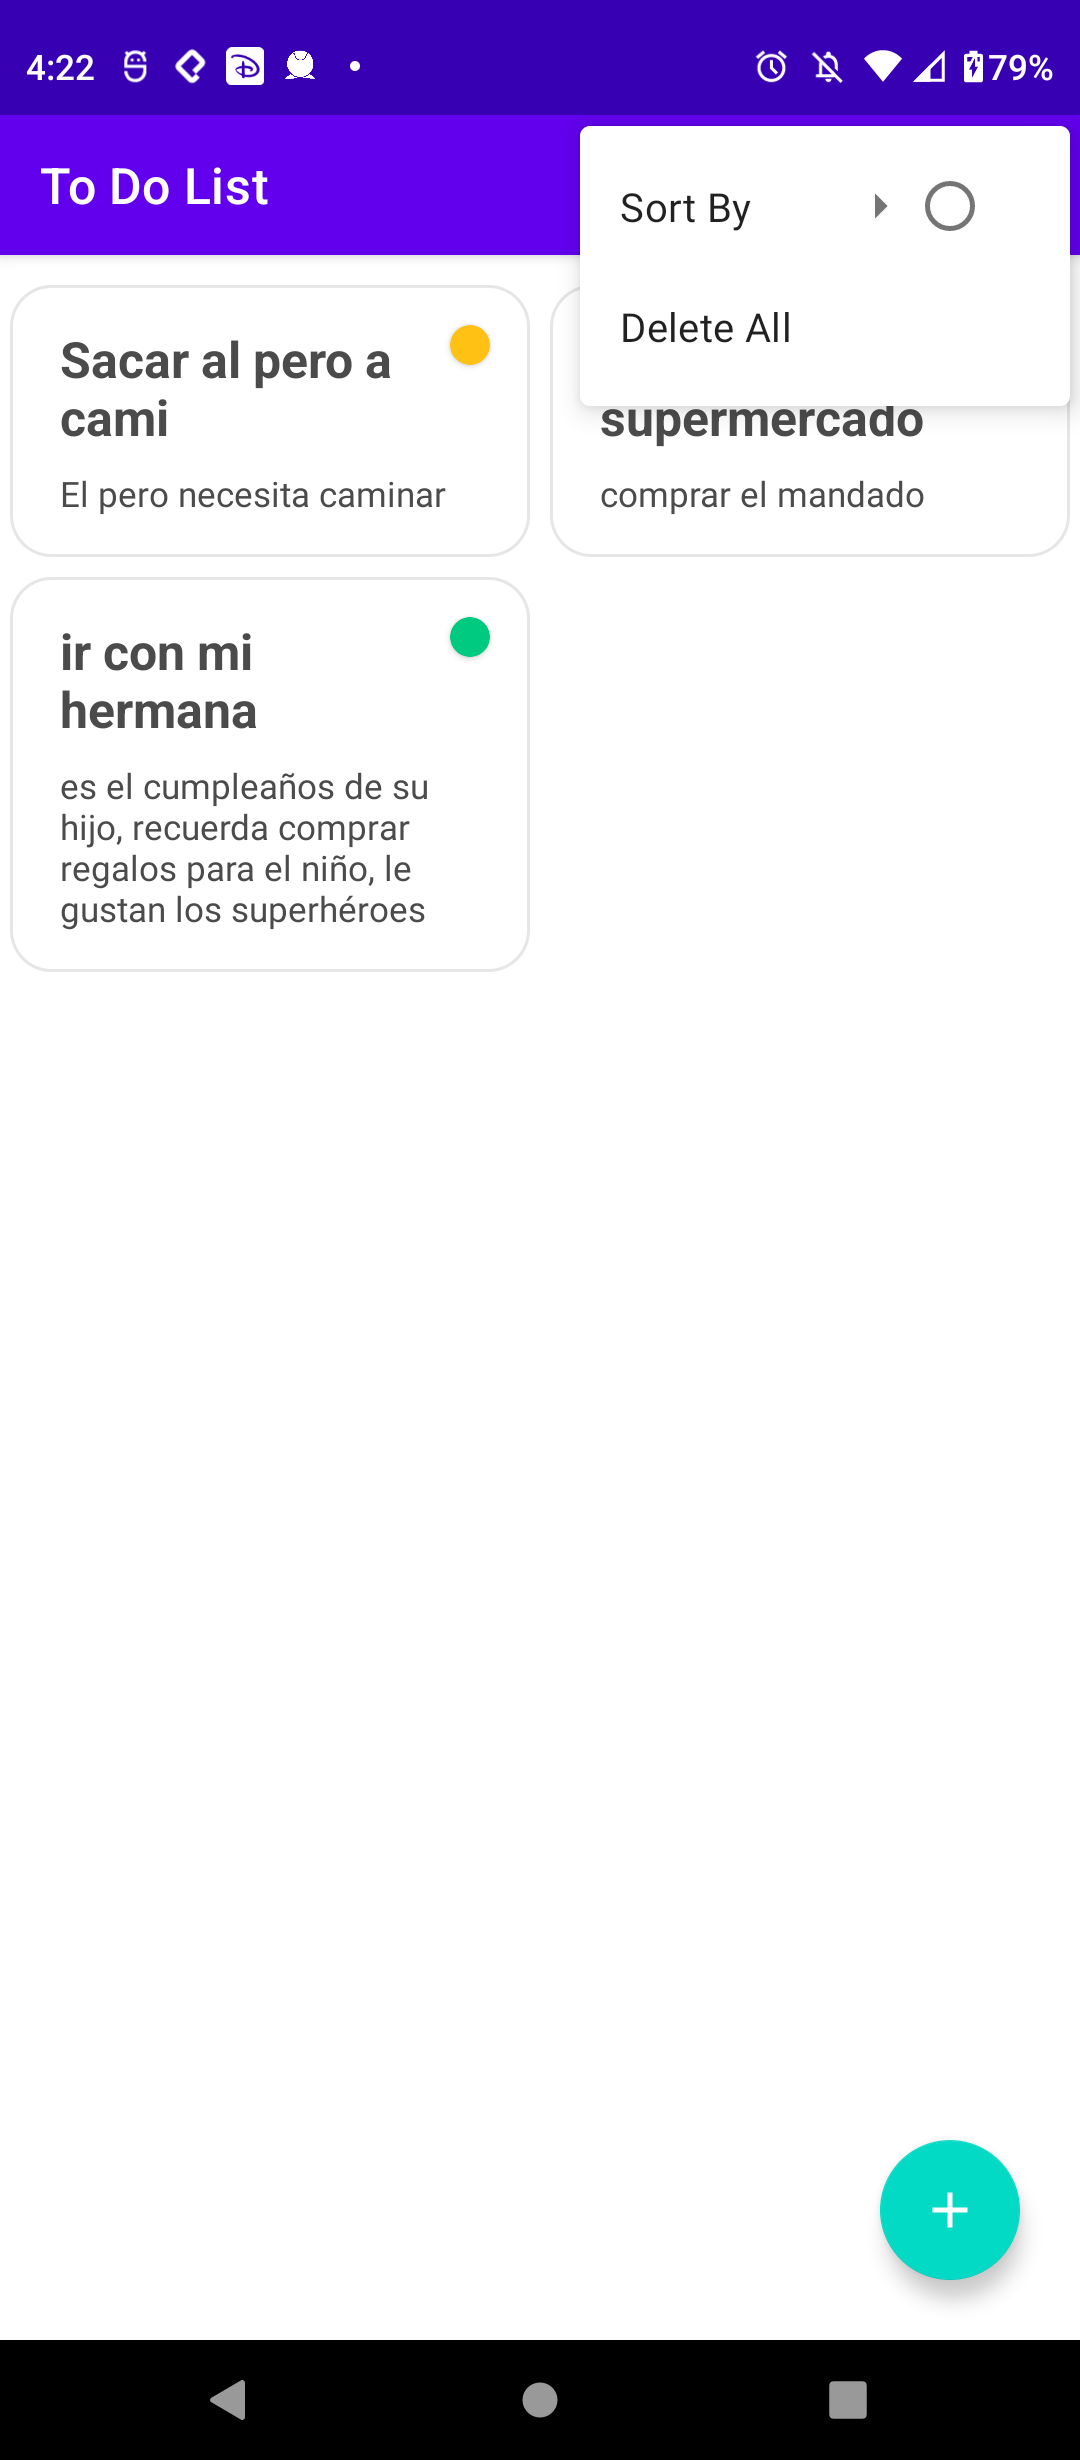 4:22
79%
To Do List
Sort By
Delete All
Sacar al pero a
cami
El pero necesita caminar
supermercado
comprar el mandado
ir con mi
hermana
es el cumpleaños de su
hijo, recuerda comprar
regalos para el niño, le
gustan los superhéroes